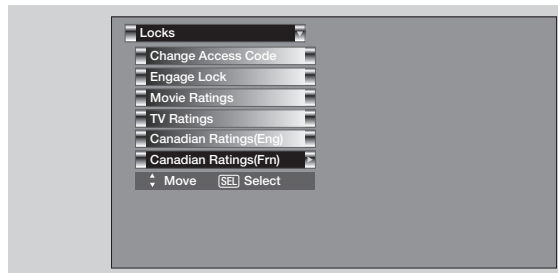 Locks
Change Access Code
Engage Lock
Movie Ratings
TV Ratings
Canadian Ratings(Eng)
Canadian Ratings(Frn)
Move SEL Select